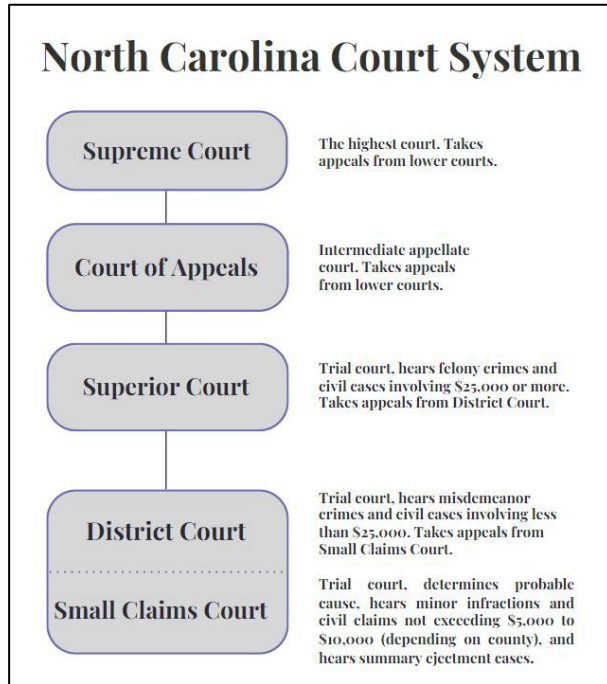 North Carolina Court System
Supreme Court
The highest court. Takes
appeals from lower courts.
Court of Appeals
Intermediate appellate
court. Takes appeals
from lower courts.
Superior Court
Trial court, hears felony crimes and
civil cases involving $25,000 or more.
Takes appeals from District Court.
District Court
Trial court, hears misdemeanor
crimes and civil cases involving less
than $25,000. Takes appeals from
Small Claims Court.
Small Claims Court
Trial court, determines probable
cause, hears minor infractions and
civil claims not exceeding $5,000 to
$10,000 (depending on county), and
hears summary ejectment cases.